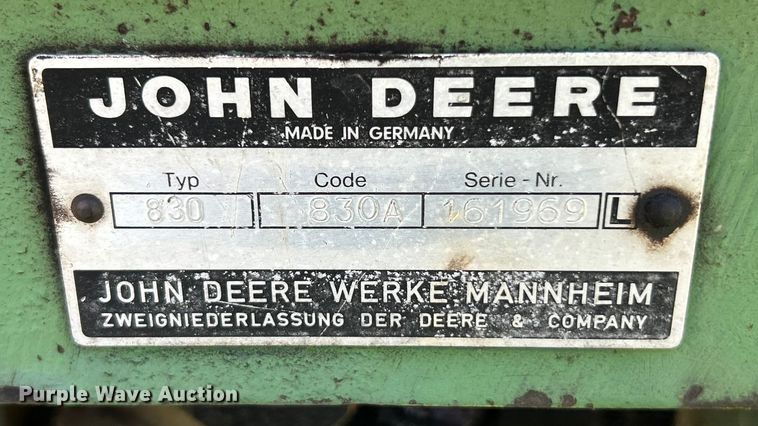 JOHN DEERE
MADE IN GERMANY
Typ Code Serie-Nr.
830 830A 161969 L
JOHN DEERE WERKE MANNHEIM
ZWEIGNIEDERLASSUNG DER DEERE & COMPANY
Purple Wave Auction